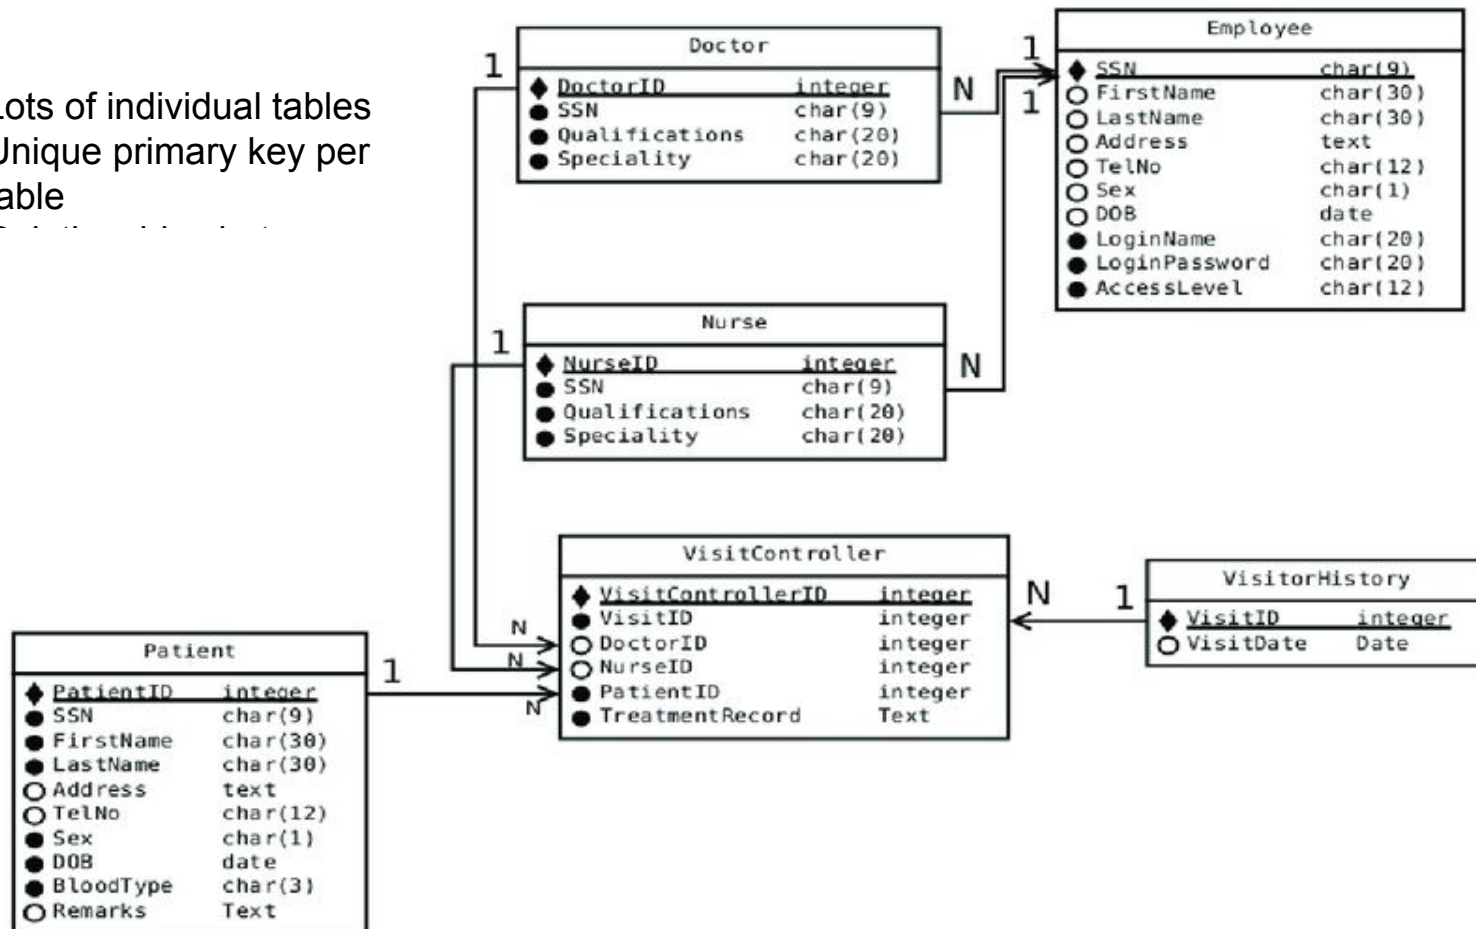 Lots of individual tables
Unique primary key per
table
Doctor
DoctorID integer
SSN char(9)
Qualifications char(20)
Speciality char(20)
1
N
Employee
SSN char(9)
FirstName char(30)
LastName char(30)
Address text
TelNo char(12)
Sex char(1)
DOB date
LoginName char(20)
LoginPassword char(20)
AccessLevel char(12)
1
1
Nurse
NurseID integer
SSN char(9)
Qualifications char(20)
Speciality char(20)
1
N
VisitController
VisitControllerID integer
VisitID integer
DoctorID integer
NurseID integer
PatientID integer
TreatmentRecord Text
N
N
N
N
1
VisitorHistory
VisitID integer
VisitDate Date
Patient
PatientID integer
SSN char(9)
FirstName char(30)
LastName char(30)
Address text
TelNo char(12)
Sex char(1)
DOB date
BloodType char(3)
Remarks Text
1